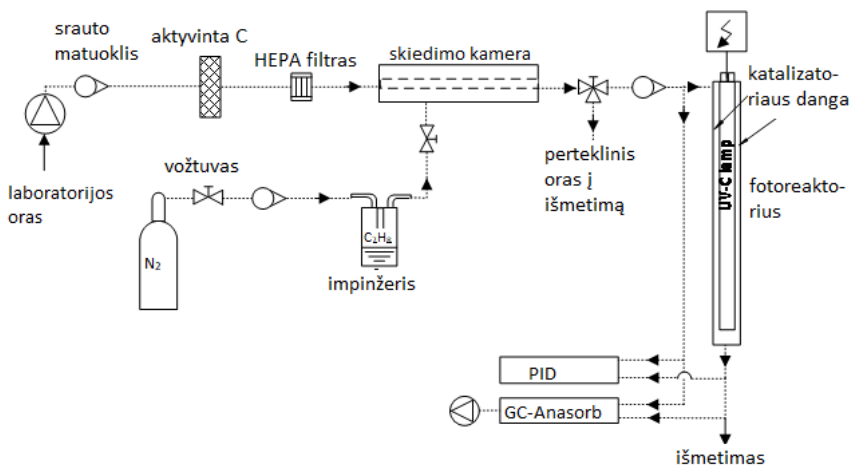 srauto
matuoklis
aktyvinta C
HEPA filtras
skiedimo kamera
katalizato-
riaus danga
laboratorijos
oras
vožtuvas
perteklinis
oras į
išmetimą
UV-C lamp
fotoreakto-
rius
N₂
impinžeris
PID
GC-Anasorb
išmetimas